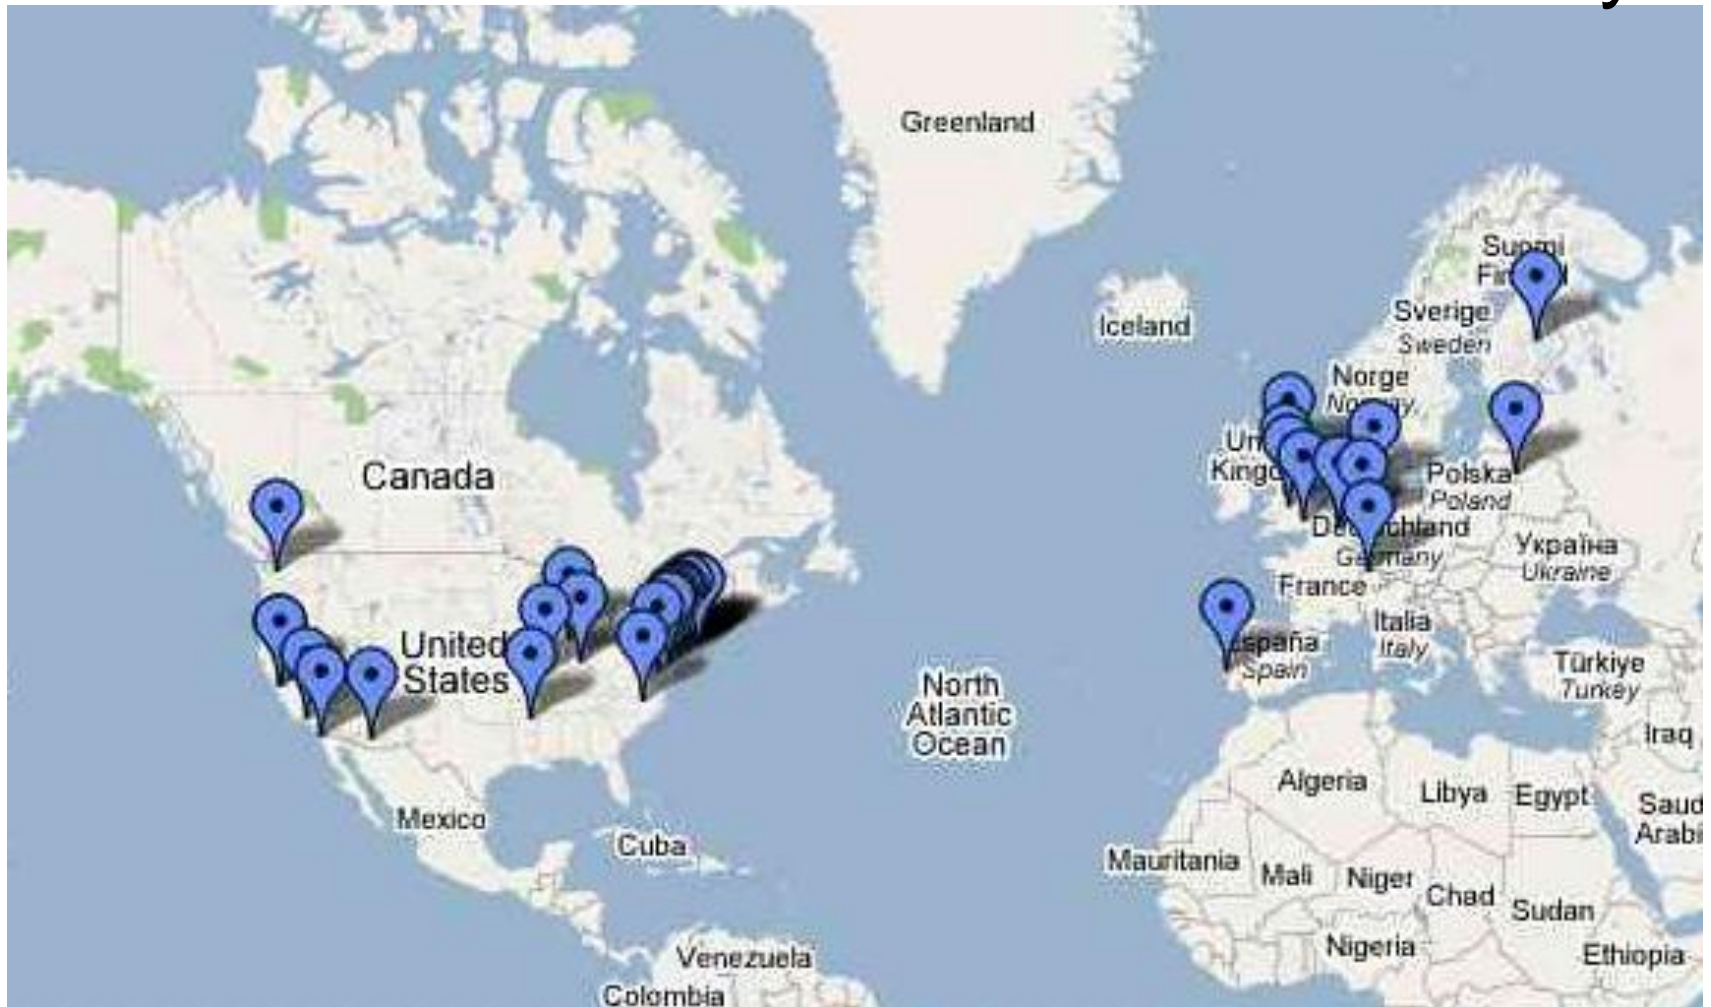 Greenland
Suomi
Iceland
Sverige
Sweden
Norge
Canada
Polska
Poland
Deutschland
Germany
Україна
Ukraine
France
United
States
Italia
Italy
España
Spain
Türkiye
Turkey
North
Atlantic
Ocean
Iraq
Mexico
Algeria
Libya
Egypt
Cuba
Mauritania
Mali
Niger
Chad
Sudan
Nigeria
Ethiopia
Venezuela
Colombia